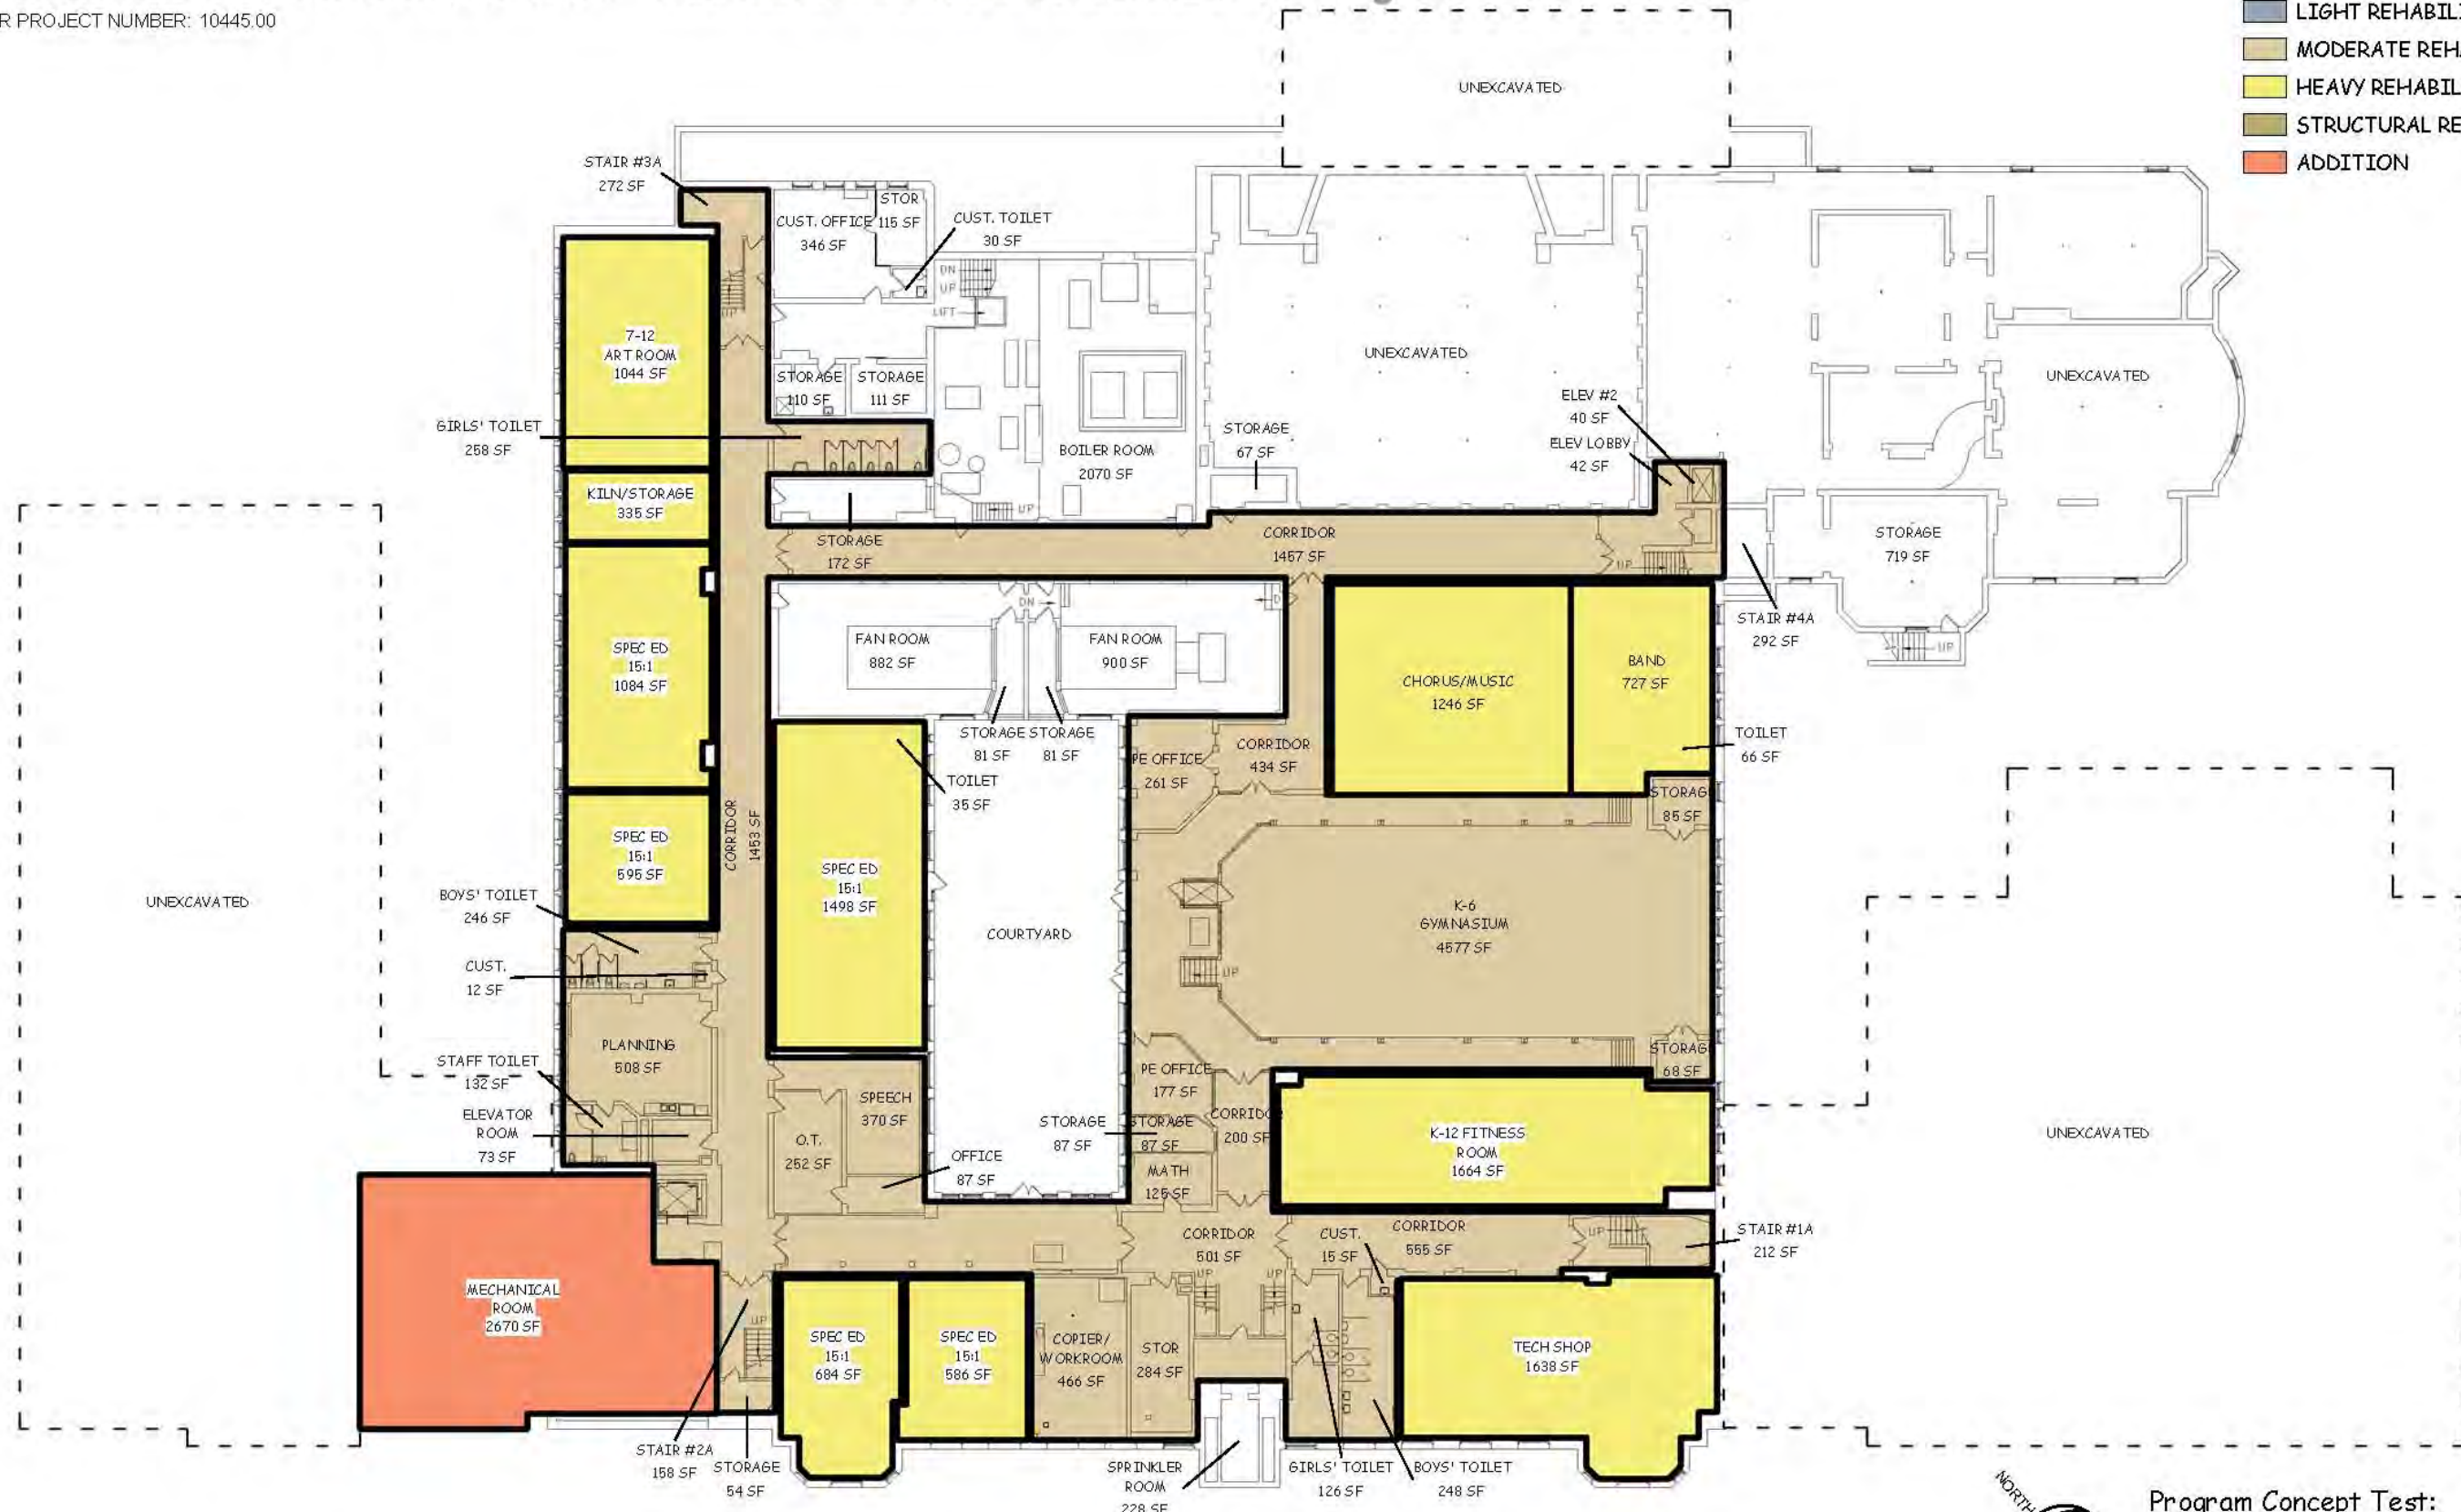 R PROJECT NUMBER: 10445.00
LIGHT REHABIL
MODERATE REH
HEAVY REHABIL
STRUCTURAL RE
ADDITION
UNEXCAVATED
STAIR #3A
272 SF
CUST. OFFICE
346 SF
STOR
115 SF
CUST. TOILET
30 SF
DN
UP
LIFT
UP
7-12
ART ROOM
1044 SF
STORAGE
110 SF
STORAGE
111 SF
UNEXCAVATED
UNEXCAVATED
ELEV #2
40 SF
ELEV LOBBY
42 SF
GIRLS' TOILET
258 SF
BOILER ROOM
2070 SF
STORAGE
67 SF
KILN/STORAGE
335 SF
UP
STORAGE
172 SF
CORRIDOR
1457 SF
UP
STORAGE
719 SF
UP
STAIR #4A
292 SF
SPEC ED
15:1
1084 SF
DN
D
FAN ROOM
882 SF
FAN ROOM
900 SF
CHORUS/MUSIC
1246 SF
BAND
727 SF
STORAGE
81 SF
STORAGE
81 SF
TOILET
35 SF
PE OFFICE
261 SF
CORRIDOR
434 SF
TOILET
66 SF
STORAG
85 SF
SPEC ED
15:1
595 SF
CORRIDOR
1453 SF
SPEC ED
15:1
1498 SF
COURTYARD
K-6
GYMNASIUM
4577 SF
UP
UNEXCAVATED
BOYS' TOILET
246 SF
CUST.
12 SF
PLANNING
508 SF
STAFF TOILET
132 SF
ELEVATOR
ROOM
73 SF
O.T.
252 SF
SPEECH
370 SF
OFFICE
87 SF
PE OFFICE
177 SF
STORAGE
87 SF
STORAGE
87 SF
MATH
125 SF
CORRIDO
200 SF
STORAG
68 SF
K-12 FITNESS
ROOM
1664 SF
UNEXCAVATED
CORRIDOR
501 SF
CUST.
15 SF
CORRIDOR
555 SF
UP
STAIR #1A
212 SF
MECHANICAL
ROOM
2670 SF
UP
SPEC ED
15:1
684 SF
SPEC ED
15:1
586 SF
COPIER/
WORKROOM
466 SF
STOR
284 SF
UP
UP
TECH SHOP
1638 SF
STAIR #2A
158 SF
STORAGE
54 SF
SPRINKLER
ROOM
228 SF
GIRLS' TOILET
126 SF
BOYS' TOILET
248 SF
NORTH
Program Concept Test: